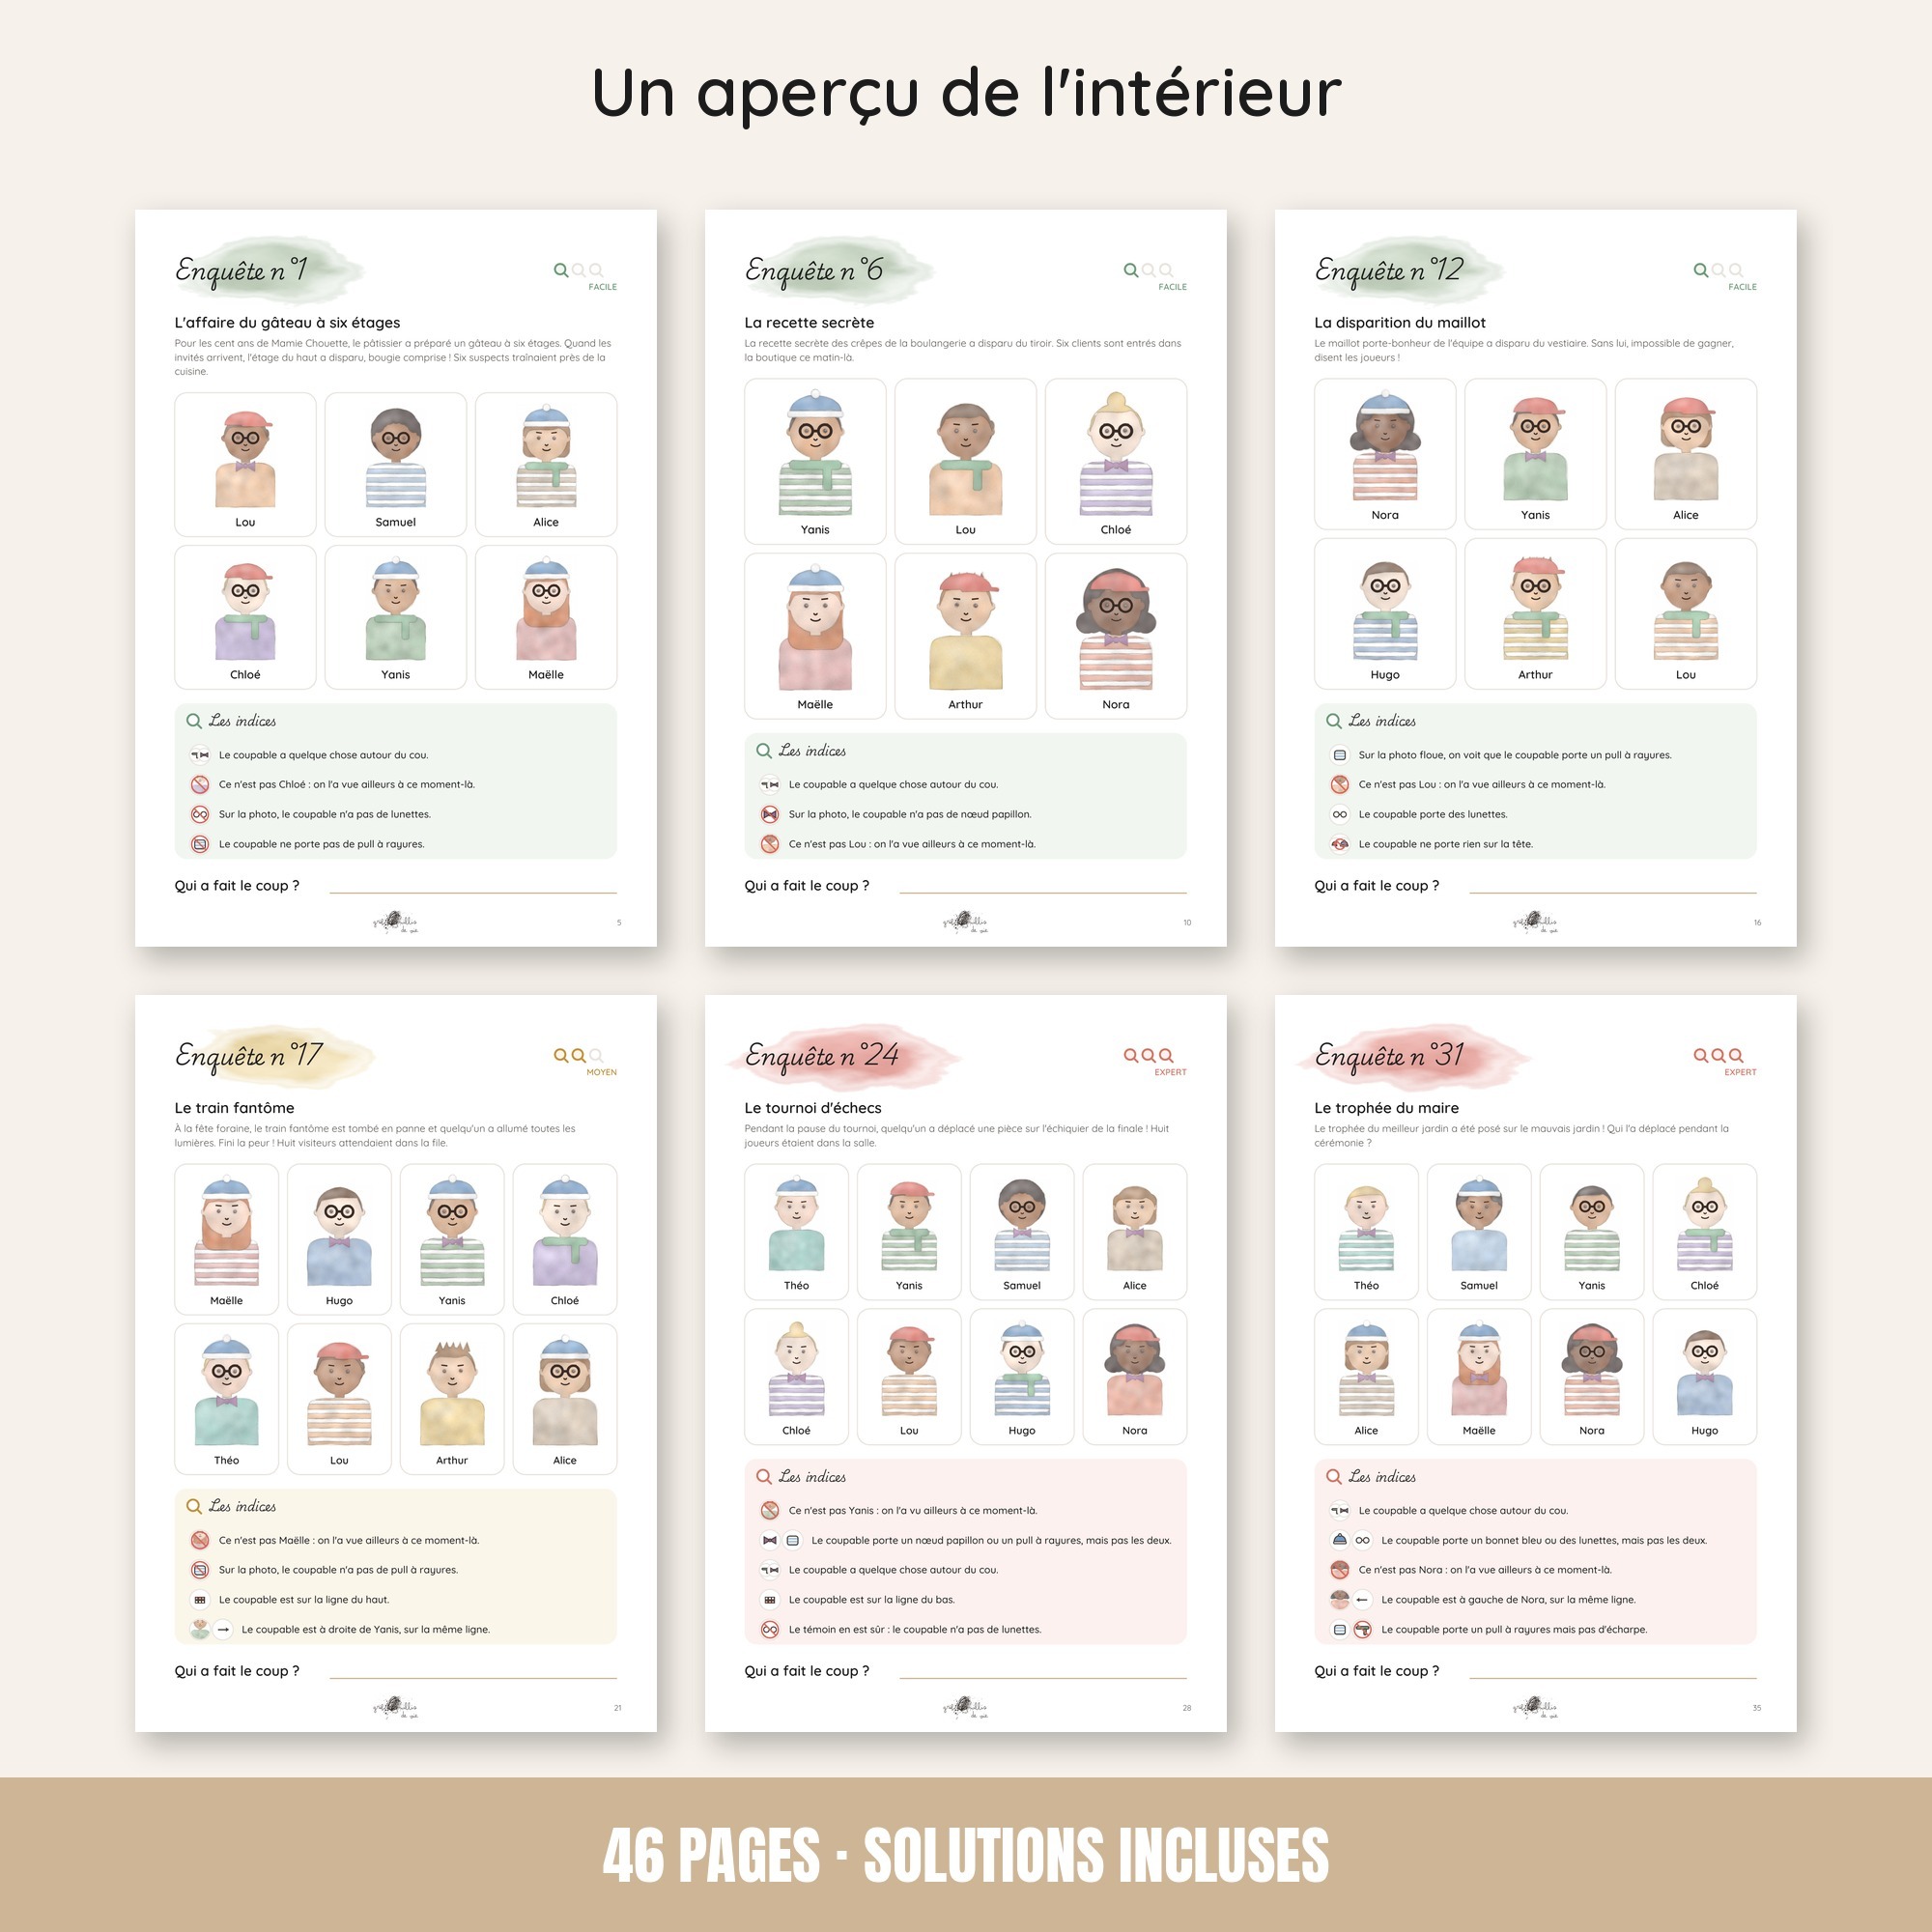 Un aperçu de l'intérieur
Enquête n°1
FACILE
L'affaire du gâteau à six étages
Pour les cent ans de Mamie Chouette, le pâtissier a préparé un gâteau à six étages. Quand les
invités arrivent, l'étage du haut a disparu, bougie comprise ! Six suspects traînaient près de la
cuisine.
Lou
Samuel
Alice
Chloé
Yanis
Maëlle
Les indices
Le coupable a quelque chose autour du cou.
Ce n'est pas Chloé : on l'a vue ailleurs à ce moment-là.
Sur la photo, le coupable n'a pas de lunettes.
Le coupable ne porte pas de pull à rayures.
Qui a fait le coup ?
5
Enquête n°6
FACILE
La recette secrète
La recette secrète des crêpes de la boulangerie a disparu du tiroir. Six clients sont entrés dans
la boutique ce matin-là.
Yanis
Lou
Chloé
Maëlle
Arthur
Nora
Les indices
Le coupable a quelque chose autour du cou.
Sur la photo, le coupable n'a pas de nœud papillon.
Ce n'est pas Lou : on l'a vue ailleurs à ce moment-là.
Qui a fait le coup ?
10
Enquête n°12
FACILE
La disparition du maillot
Le maillot porte-bonheur de l'équipe a disparu du vestiaire. Sans lui, impossible de gagner,
disent les joueurs !
Nora
Yanis
Alice
Hugo
Arthur
Lou
Les indices
Sur la photo floue, on voit que le coupable porte un pull à rayures.
Ce n'est pas Lou : on l'a vue ailleurs à ce moment-là.
Le coupable porte des lunettes.
Le coupable ne porte rien sur la tête.
Qui a fait le coup ?
16
Enquête n°17
MOYEN
Le train fantôme
À la fête foraine, le train fantôme est tombé en panne et quelqu'un a allumé toutes les
lumières. Fini la peur ! Huit visiteurs attendaient dans la file.
Maëlle
Hugo
Yanis
Chloé
Théo
Lou
Arthur
Alice
Les indices
Ce n'est pas Maëlle : on l'a vue ailleurs à ce moment-là.
Sur la photo, le coupable n'a pas de pull à rayures.
Le coupable est sur la ligne du haut.
Le coupable est à droite de Yanis, sur la même ligne.
Qui a fait le coup ?
21
Enquête n°24
EXPERT
Le tournoi d'échecs
Pendant la pause du tournoi, quelqu'un a déplacé une pièce sur l'échiquier de la finale ! Huit
joueurs étaient dans la salle.
Théo
Yanis
Samuel
Alice
Chloé
Lou
Hugo
Nora
Les indices
Ce n'est pas Yanis : on l'a vu ailleurs à ce moment-là.
Le coupable porte un nœud papillon ou un pull à rayures, mais pas les deux.
Le coupable a quelque chose autour du cou.
Le coupable est sur la ligne du bas.
Le témoin en est sûr : le coupable n'a pas de lunettes.
Qui a fait le coup ?
28
Enquête n°31
EXPERT
Le trophée du maire
Le trophée du meilleur jardin a été posé sur le mauvais jardin ! Qui l'a déplacé pendant la
cérémonie ?
Théo
Samuel
Yanis
Chloé
Alice
Maëlle
Nora
Hugo
Les indices
Le coupable a quelque chose autour du cou.
Le coupable porte un bonnet bleu ou des lunettes, mais pas les deux.
Ce n'est pas Nora : on l'a vue ailleurs à ce moment-là.
Le coupable est à gauche de Nora, sur la même ligne.
Le coupable porte un pull à rayures mais pas d'écharpe.
Qui a fait le coup ?
35
46 PAGES · SOLUTIONS INCLUSES